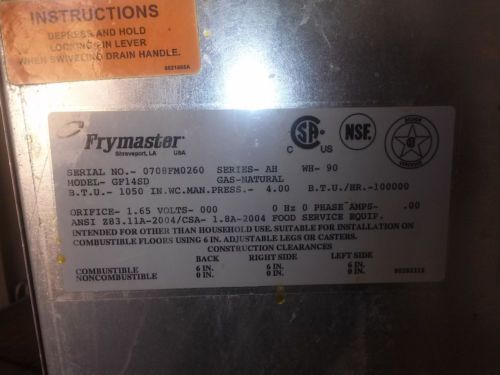 INSTRUCTIONS
DEPRESS AND HOLD
LOCKING PIN LEVER
WHEN SWIVELING DRAIN HANDLE.
Frymaster
Shreveport, LA USA
CSA
NSF.
SERIAL NO.- 0708FM0260 SERIES- AH WH- 90
MODEL- GF14SD GAS-NATURAL
B.T.U.- 1050 IN.WC.MAN.PRESS.- 4.00 B.T.U./HR.-100000
ORIFICE- 1.65 VOLTS-000 0 Hz 0 PHASE AMPS- .00
ANSI Z83.11A-2004/CSA- 1.8A-2004 FOOD SERVICE EQUIP.
INTENDED FOR OTHER THAN HOUSEHOLD USE. SUITABLE FOR INSTALLATION ON
COMBUSTIBLE FLOORS USING 6 IN. ADJUSTABLE LEGS OR CASTERS.
CONSTRUCTION CLEARANCES
BACK RIGHT SIDE LEFT SIDE
COMBUSTIBLE 6 IN. 6 IN. 6 IN.
NONCOMBUSTIBLE 0 IN. 0 IN. 0 IN.